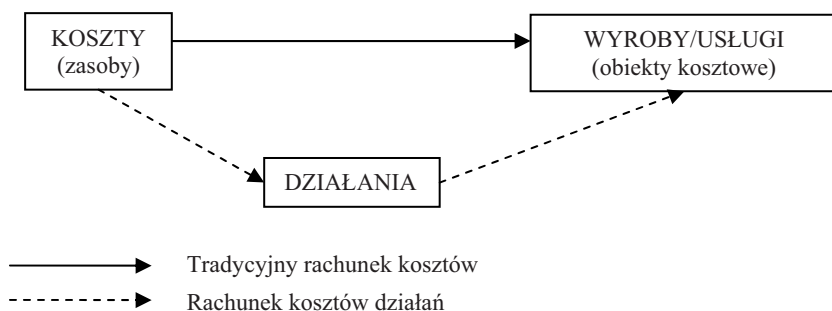 KOSZTY
(zasoby)
WYROBY/USŁUGI
(obiekty kosztowe)
DZIAŁANIA
Tradycyjny rachunek kosztów
Rachunek kosztów działań